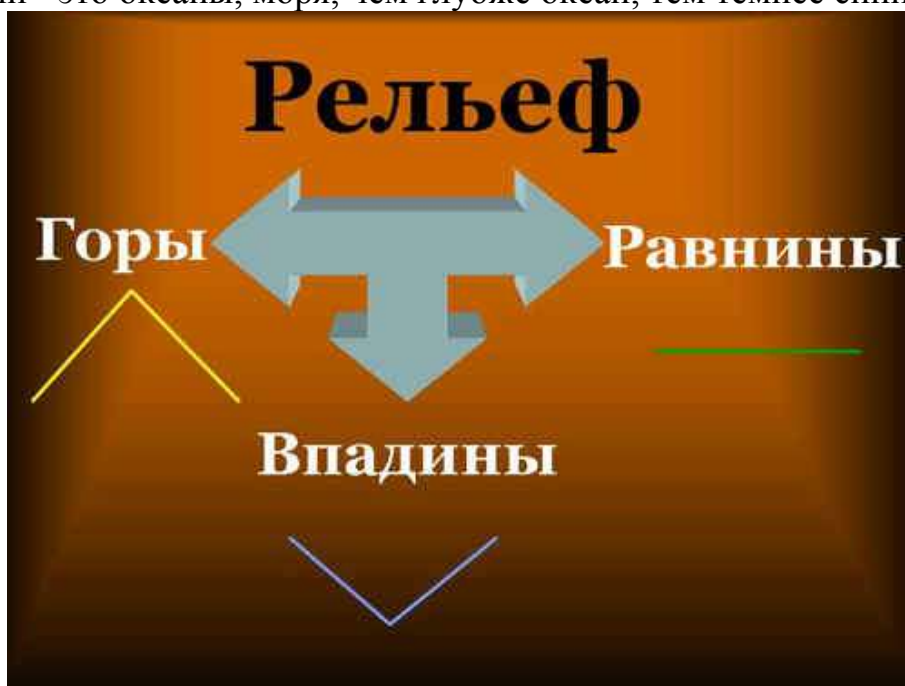 это океаны, моря, чем глубже океан, тем темнее
Рельеф
Горы
Равнины
Впадины